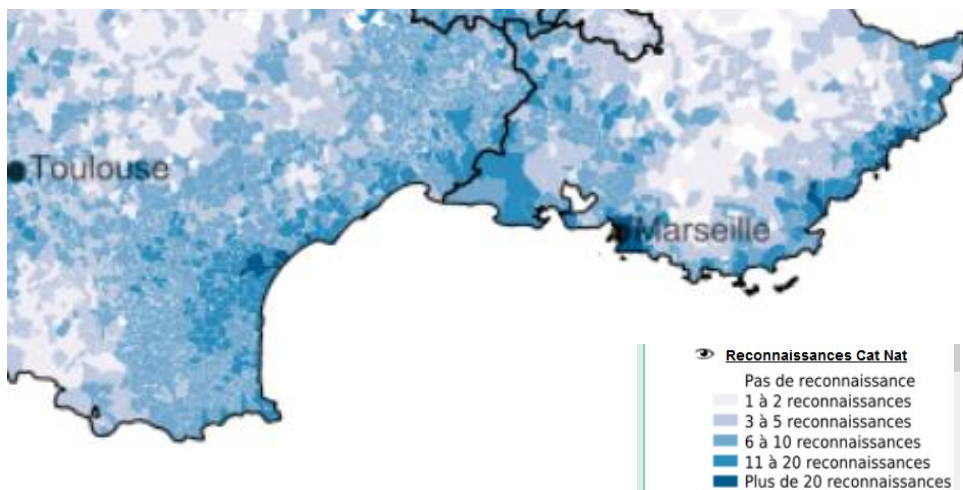 Toulouse
Marseille
Reconnaissances Cat Nat
Pas de reconnaissance
1 à 2 reconnaissances
3 à 5 reconnaissances
6 à 10 reconnaissances
11 à 20 reconnaissances
Plus de 20 reconnaissances